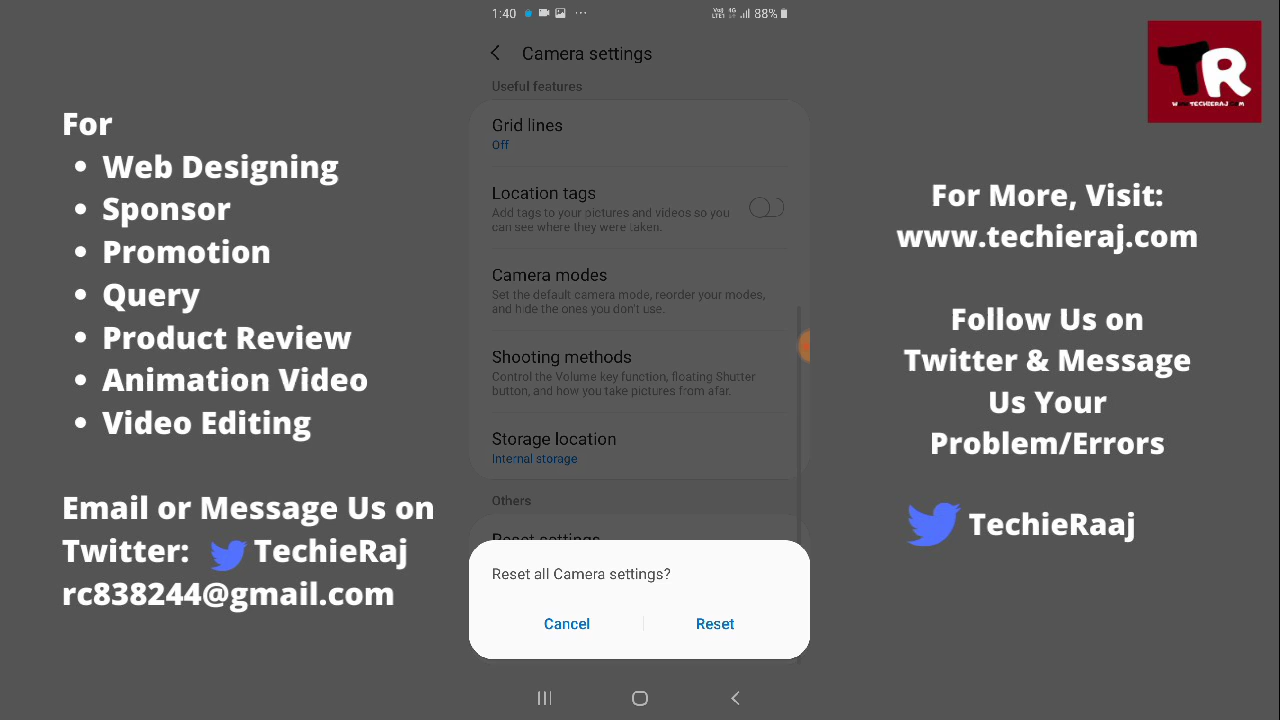 For
• Web Designing
• Sponsor
• Promotion
• Query
• Product Review
• Animation Video
• Video Editing
Email or Message Us on
Twitter: TechieRaj
rc838244@gmail.com
1:40
88%
Camera settings
Useful features
Grid lines
Off
Location tags
Add tags to your pictures and videos so you
can see where they were taken.
Camera modes
Set the default camera mode, reorder your modes,
and hide the ones you don't use.
Shooting methods
Control the Volume key function, floating Shutter
button, and how you take pictures from afar.
Storage location
Internal storage
Others
Reset settings
Reset all Camera settings?
Cancel
Reset
TR
For More, Visit:
www.techieraj.com
Follow Us on
Twitter & Message
Us Your
Problem/Errors
TechieRaaj